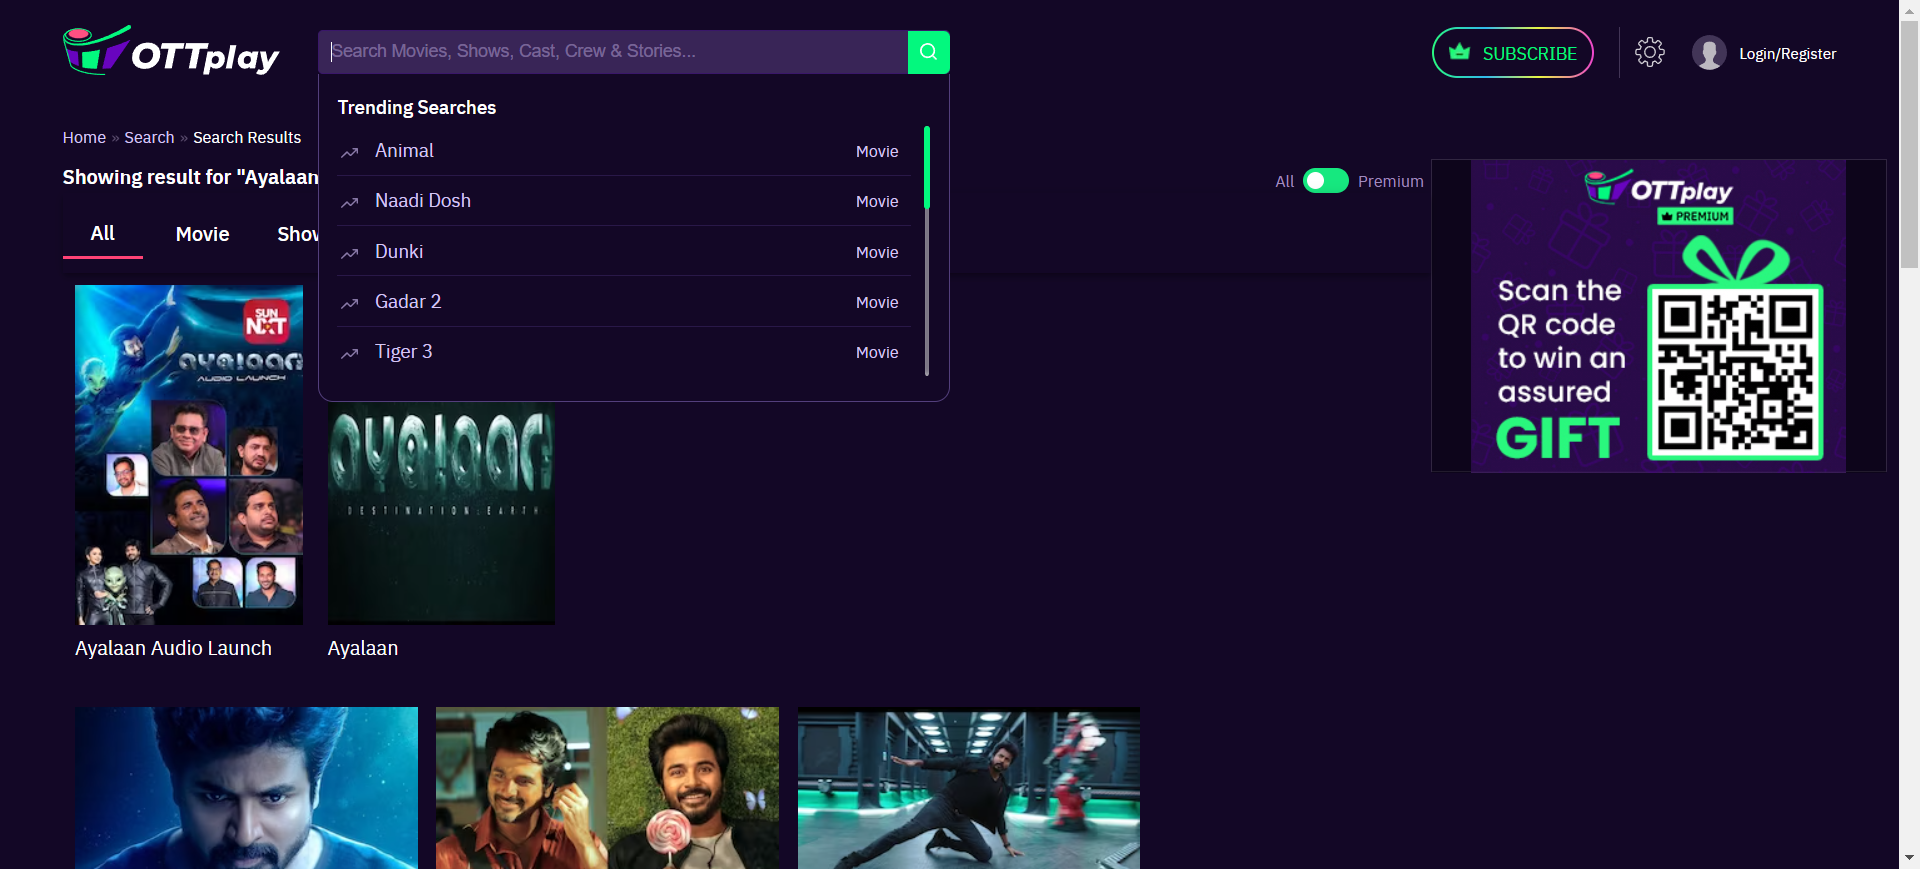 OTTplay
Search Movies, Shows, Cast, Crew & Stories...
SUBSCRIBE
Login/Register
Trending Searches
Animal Movie
Naadi Dosh Movie
Dunki Movie
Gadar 2 Movie
Tiger 3 Movie
Home » Search » Search Results
Showing result for "Ayalaan
All Premium
All Movie Show
SUN
NXT
AYALAAN
AUDIO LAUNCH
AYALAAN
DESTINATION EARTH
Ayalaan Audio Launch
Ayalaan
OTTplay
PREMIUM
Scan the
QR code
to win an
assured
GIFT